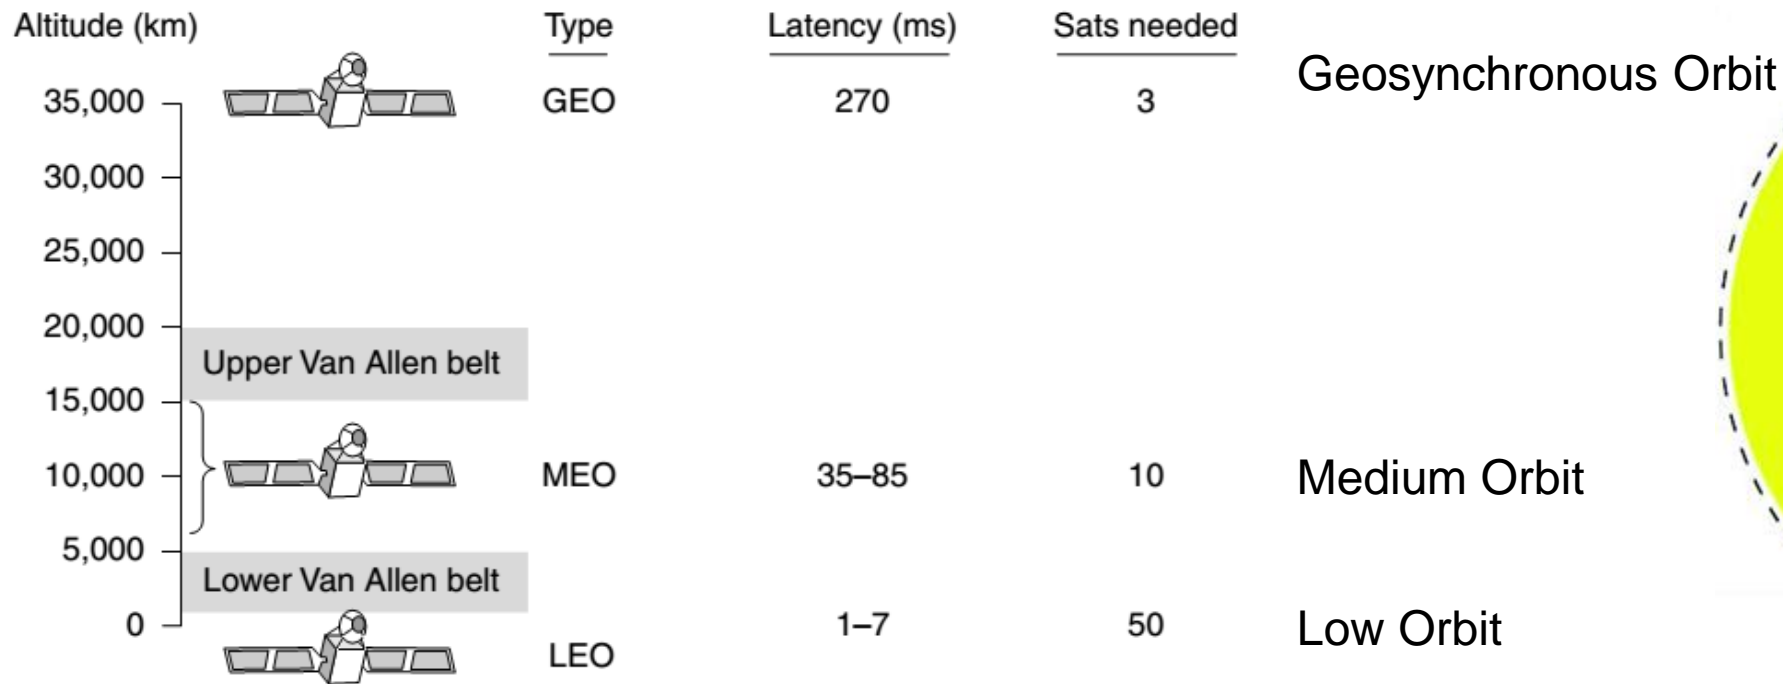 Altitude (km) Type Latency (ms) Sats needed
Geosynchronous Orbit
35,000 GEO 270 3
30,000
25,000
20,000
Upper Van Allen belt
15,000
10,000 MEO 35–85 10 Medium Orbit
5,000
Lower Van Allen belt
0 1–7 50 Low Orbit
LEO